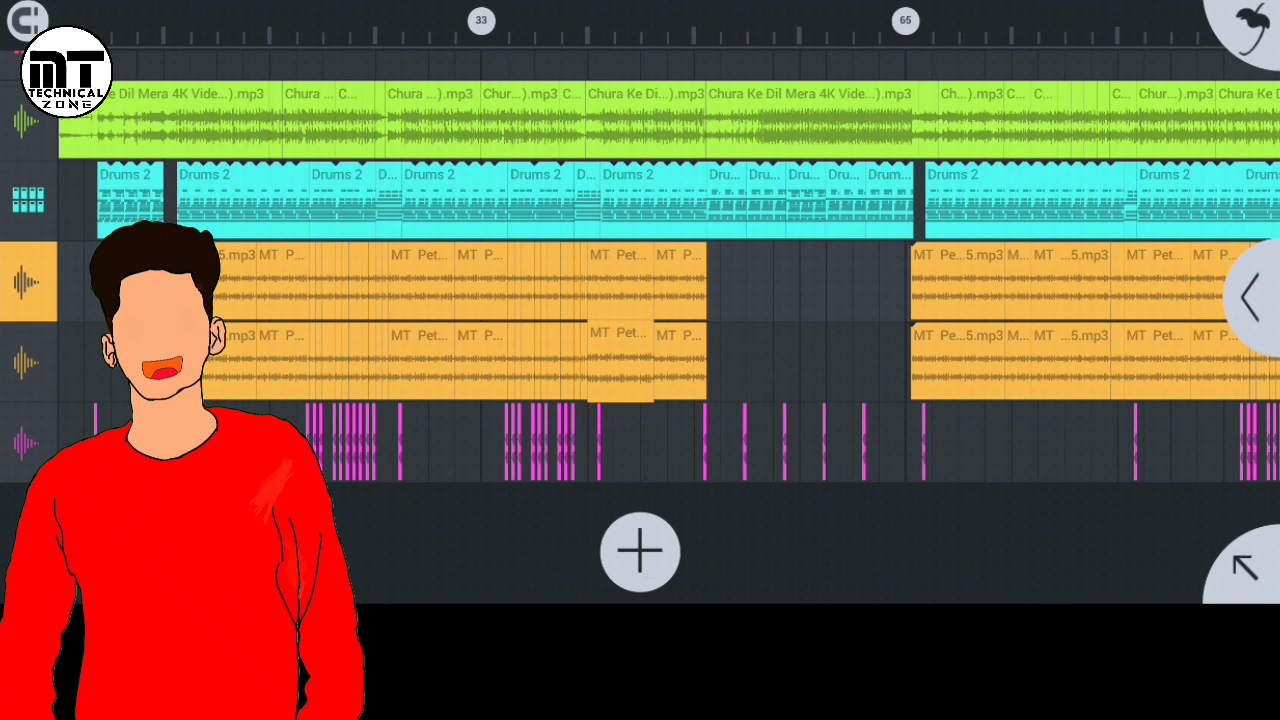 33
65
MT
TECHNICAL
ZONE
e Dil Mera 4K Vide...).mp3
Chura ...
C...
Chura ...).mp3
Chur...).mp3
C...
Chura Ke Di...).mp3
Chura Ke Dil Mera 4K Vide...).mp3
Ch...).mp3
C...
C...
C...
Chur...).mp3
Chura Ke D
Drums 2
Drums 2
Drums 2
D...
Drums 2
Drums 2
D...
Drums 2
Dru...
Dru...
Dru...
Dru...
Drum...
Drums 2
Drums 2
Drums
5.mp3
MT P...
MT Pet...
MT P...
MT Pet...
MT P...
MT Pe...5.mp3
M...
MT ...5.mp3
MT Pet...
MT P...
.mp3
MT P...
MT Pet...
MT P...
MT Pet...
MT P...
MT Pe...5.mp3
M...
MT ...5.mp3
MT Pet...
MT P...